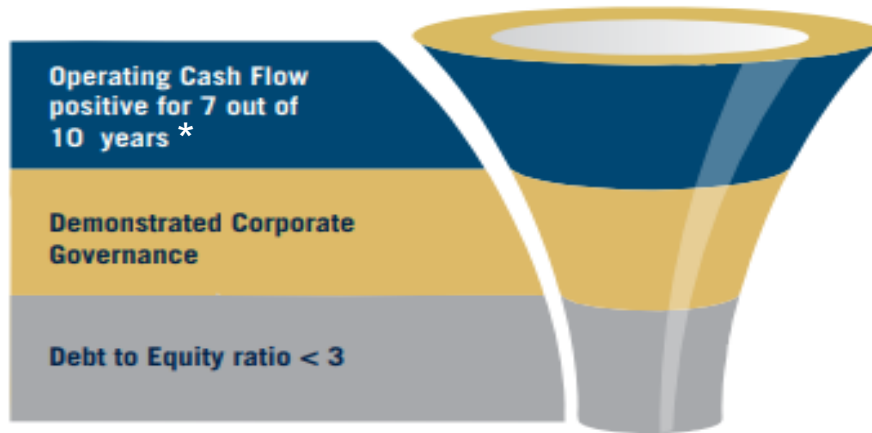 Operating Cash Flow
positive for 7 out of
10 years *
Demonstrated Corporate
Governance
Debt to Equity ratio < 3